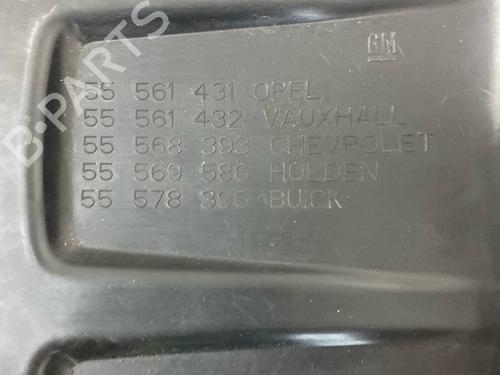 B-PARTS
GM
55 561 431 OPEL
55 561 432 VAUXHALL
55 568 393 CHEVROLET
55 569 586 HOLDEN
55 578 396 BUICK